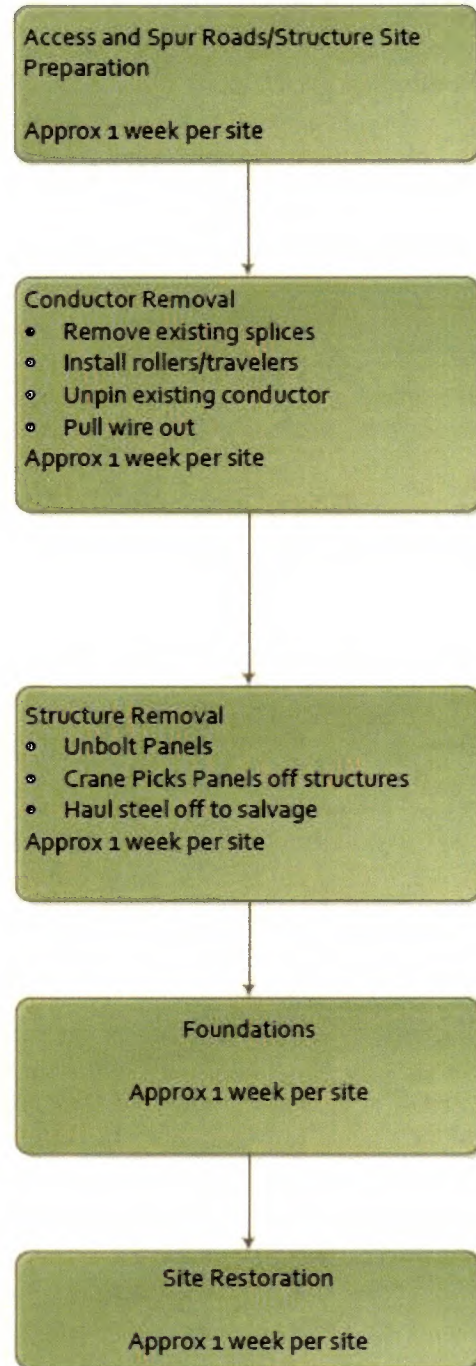 Access and Spur Roads/Structure Site
Preparation
Approx 1 week per site
Conductor Removal
• Remove existing splices
• Install rollers/travelers
• Unpin existing conductor
• Pull wire out
Approx 1 week per site
Structure Removal
• Unbolt Panels
• Crane Picks Panels off structures
• Haul steel off to salvage
Approx 1 week per site
Foundations
Approx 1 week per site
Site Restoration
Approx 1 week per site